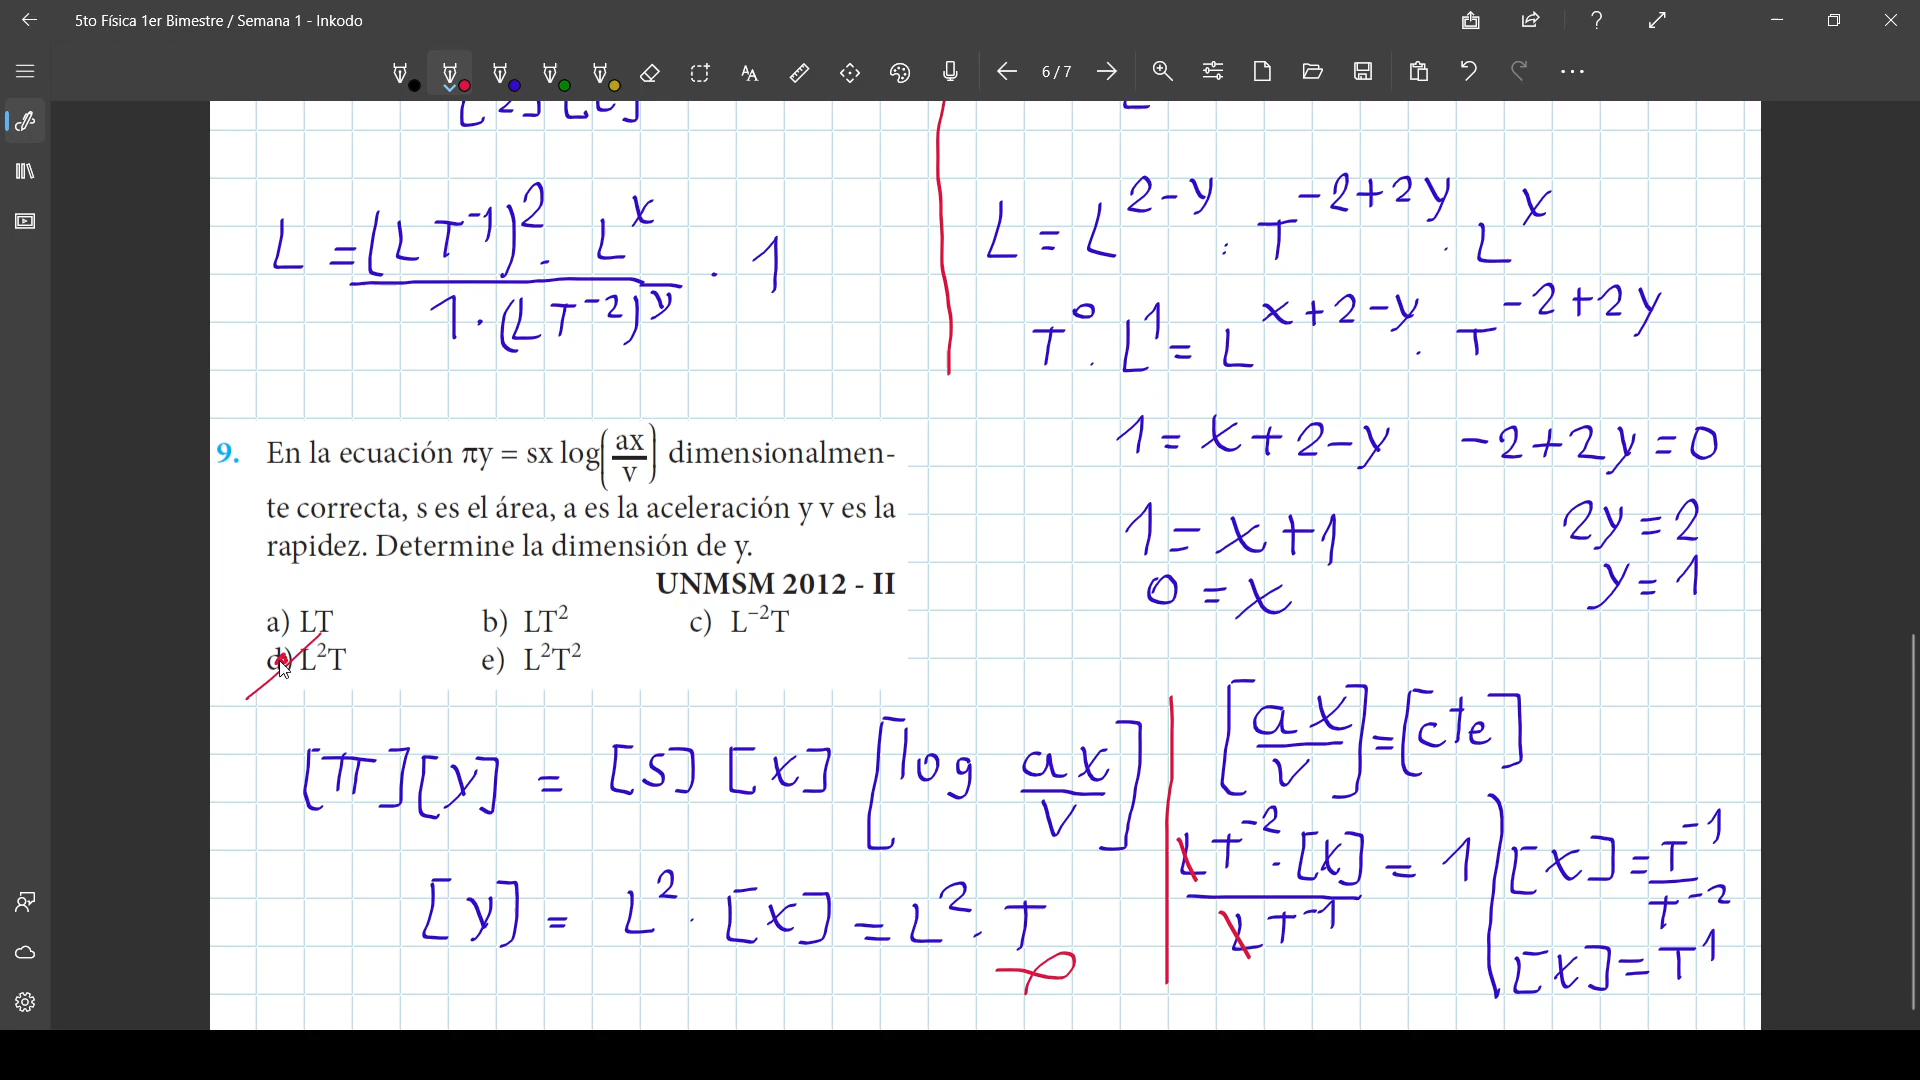 5to Física 1er Bimestre / Semana 1 - Inkodo
6 / 7
L = (LT⁻¹)² · Lˣ / 1 · (LT⁻²)ʸ · 1
L = L²⁻ʸ · T⁻²⁺²ʸ · Lˣ
T⁰ · L¹ = Lˣ⁺²⁻ʸ · T⁻²⁺²ʸ
1 = x + 2 - y
-2 + 2y = 0
1 = x + 1
2y = 2
0 = x
y = 1
9. En la ecuación πy = sx log(ax/v) dimensionalmen-
te correcta, s es el área, a es la aceleración y v es la
rapidez. Determine la dimensión de y.
UNMSM 2012 - II
a) LT b) LT² c) L⁻²T
d) L²T e) L²T²
[π][y] = [s] [x] [log ax/v]
[y] = L² · [x] = L² · T
[ax/v] = [cte]
LT⁻² · [x] / LT⁻¹ = 1
[x] = T⁻¹/T⁻²
[x] = T¹